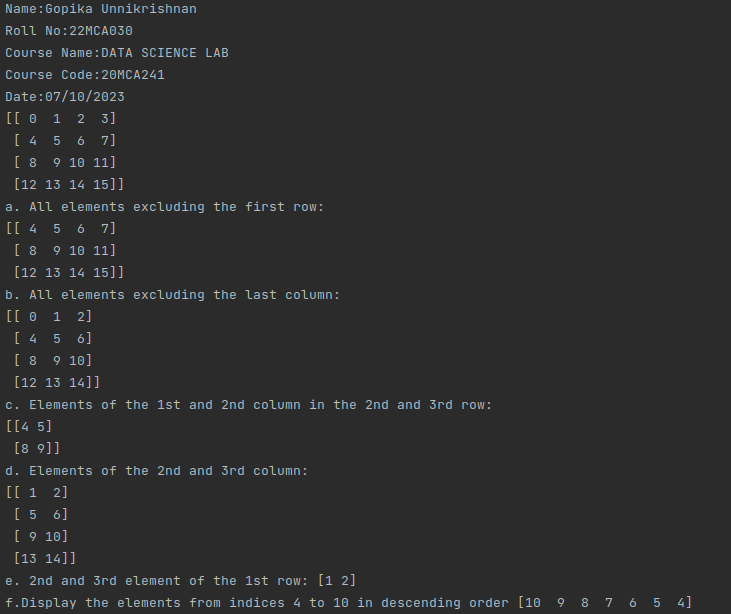 Name:Gopika Unnikrishnan
Roll No:22MCA030
Course Name:DATA SCIENCE LAB
Course Code:20MCA241
Date:07/10/2023
[[ 0  1  2  3]
 [ 4  5  6  7]
 [ 8  9 10 11]
 [12 13 14 15]]
a. All elements excluding the first row:
[[ 4  5  6  7]
 [ 8  9 10 11]
 [12 13 14 15]]
b. All elements excluding the last column:
[[ 0  1  2]
 [ 4  5  6]
 [ 8  9 10]
 [12 13 14]]
c. Elements of the 1st and 2nd column in the 2nd and 3rd row:
[[4 5]
 [8 9]]
d. Elements of the 2nd and 3rd column:
[[ 1  2]
 [ 5  6]
 [ 9 10]
 [13 14]]
e. 2nd and 3rd element of the 1st row: [1 2]
f.Display the elements from indices 4 to 10 in descending order [10  9  8  7  6  5  4]